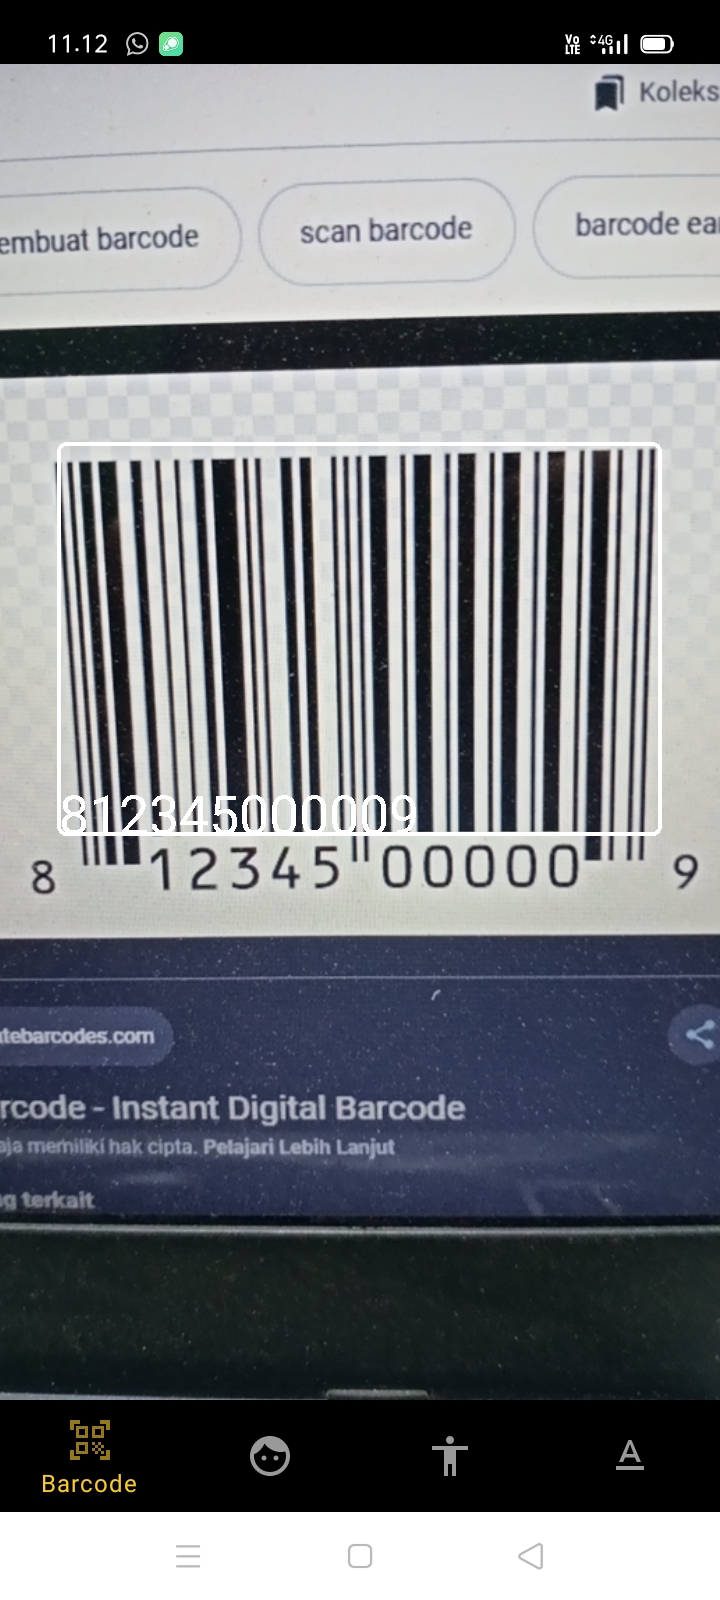 11.12
Vo LTE 4G
Koleks
embuat barcode
scan barcode
barcode ea
812345000009
8 12345 00000 9
tebarcodes.com
rcode - Instant Digital Barcode
aja memiliki hak cipta. Pelajari Lebih Lanjut
g terkait
A
Barcode